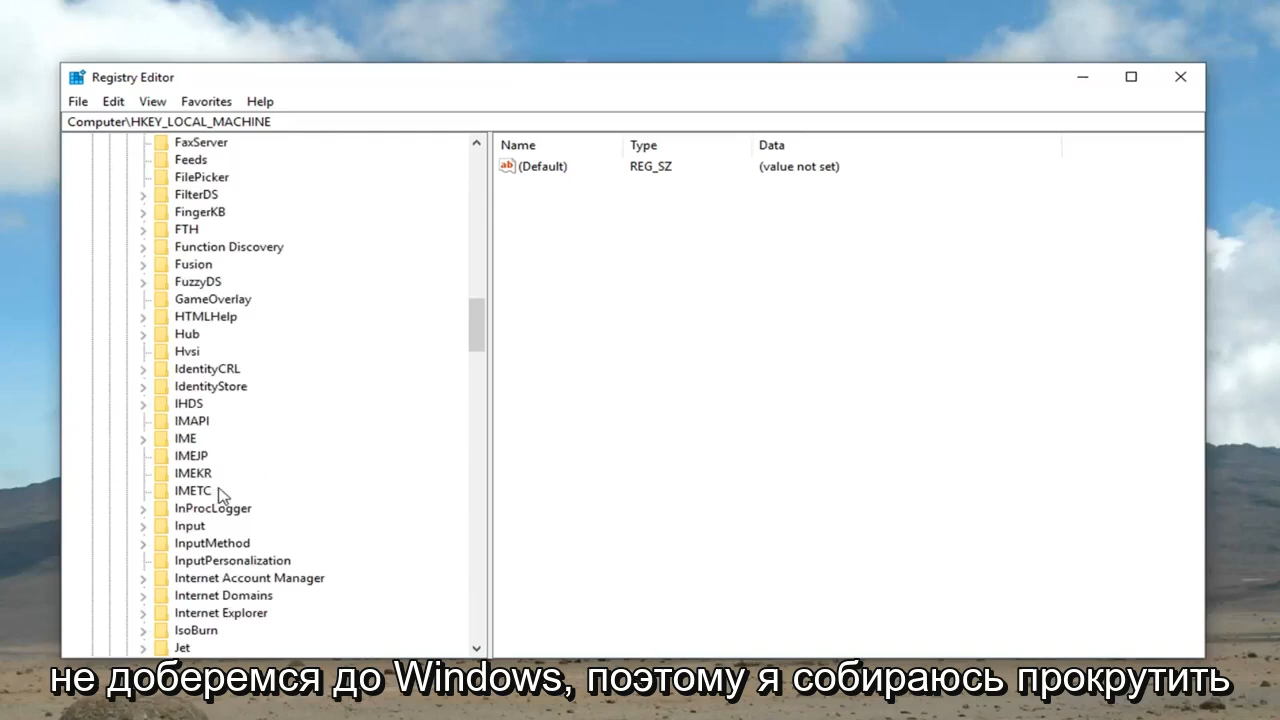 Registry Editor
File Edit View Favorites Help
Computer\HKEY_LOCAL_MACHINE
FaxServer
Feeds
FilePicker
FilterDS
FingerKB
FTH
Function Discovery
Fusion
FuzzyDS
GameOverlay
HTMLHelp
Hub
Hvsi
IdentityCRL
IdentityStore
IHDS
IMAPI
IME
IMEJP
IMEKR
IMETC
InProcLogger
Input
InputMethod
InputPersonalization
Internet Account Manager
Internet Domains
Internet Explorer
IsoBurn
Jet
Name Type Data
ab (Default) REG_SZ (value not set)
не доберемся до Windows, поэтому я собираюсь прокрутить